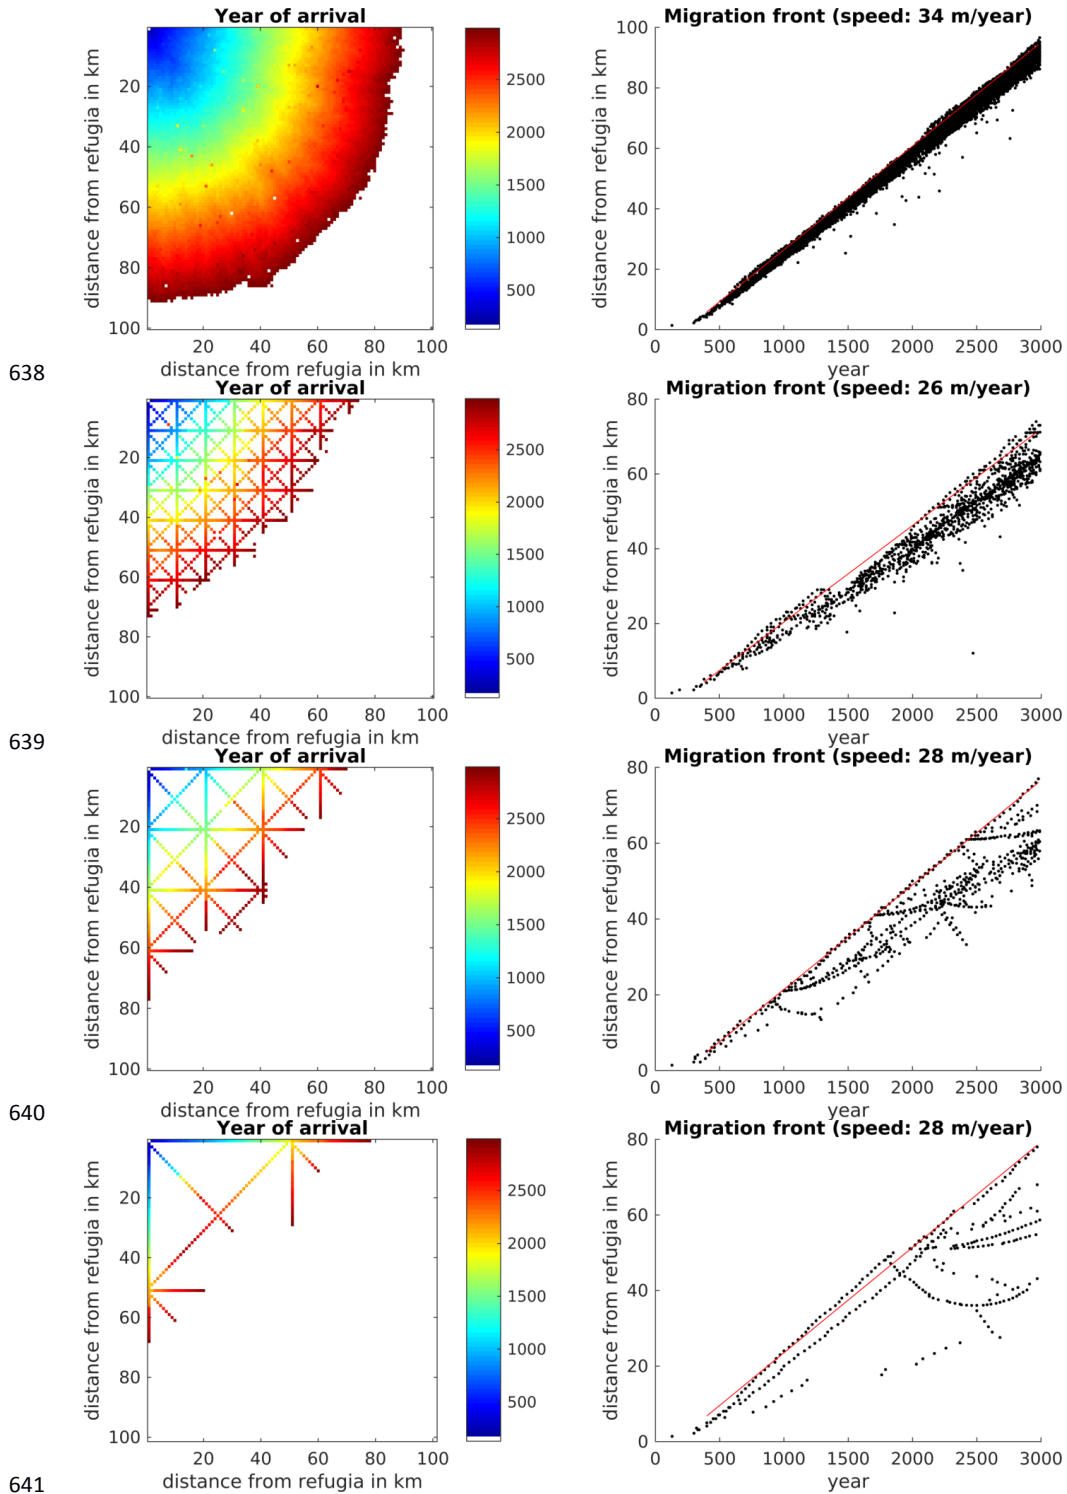 Year of arrival
Migration front (speed: 34 m/year)
distance from refugia in km
20
40
60
80
100
20 40 60 80 100
distance from refugia in km
2500
2000
1500
1000
500
distance from refugia in km
100
80
60
40
20
0
0 500 1000 1500 2000 2500 3000
year
638
Year of arrival
Migration front (speed: 26 m/year)
distance from refugia in km
20
40
60
80
100
20 40 60 80 100
distance from refugia in km
2500
2000
1500
1000
500
distance from refugia in km
80
60
40
20
0
0 500 1000 1500 2000 2500 3000
year
639
Year of arrival
Migration front (speed: 28 m/year)
distance from refugia in km
20
40
60
80
100
20 40 60 80 100
distance from refugia in km
2500
2000
1500
1000
500
distance from refugia in km
80
60
40
20
0
0 500 1000 1500 2000 2500 3000
year
640
Year of arrival
Migration front (speed: 28 m/year)
distance from refugia in km
20
40
60
80
100
20 40 60 80 100
distance from refugia in km
2500
2000
1500
1000
500
distance from refugia in km
80
60
40
20
0
0 500 1000 1500 2000 2500 3000
year
641